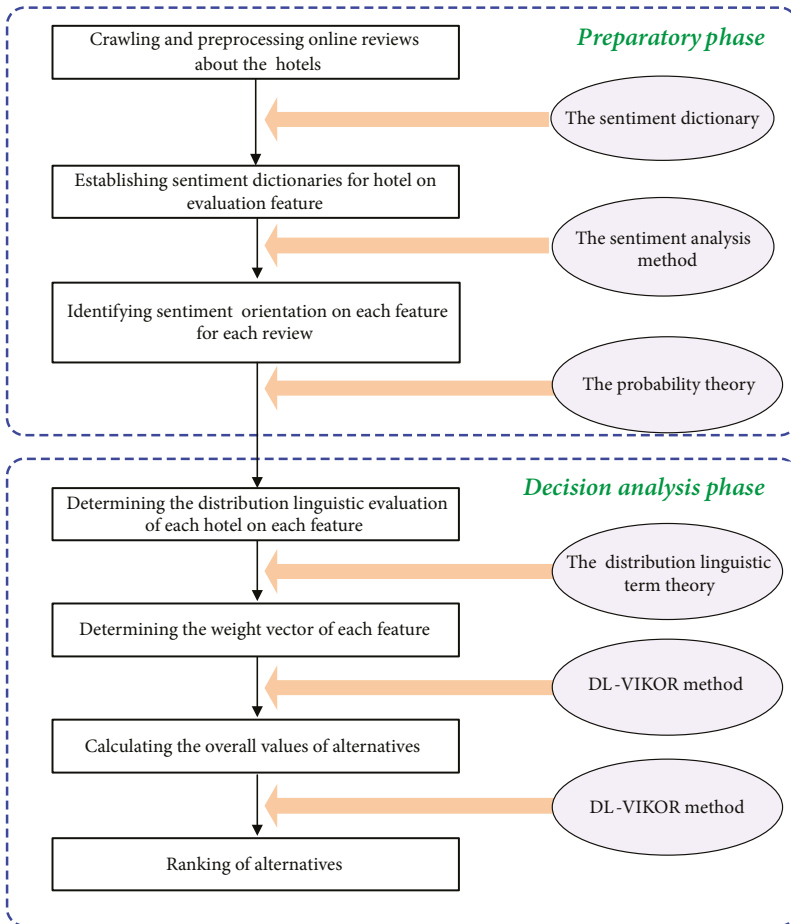 Preparatory phase
Crawling and preprocessing online reviews
about the hotels
The sentiment dictionary
Establishing sentiment dictionaries for hotel on
evaluation feature
The sentiment analysis
method
Identifying sentiment orientation on each feature
for each review
The probability theory
Decision analysis phase
Determining the distribution linguistic evaluation
of each hotel on each feature
The distribution linguistic
term theory
Determining the weight vector of each feature
DL-VIKOR method
Calculating the overall values of alternatives
DL-VIKOR method
Ranking of alternatives